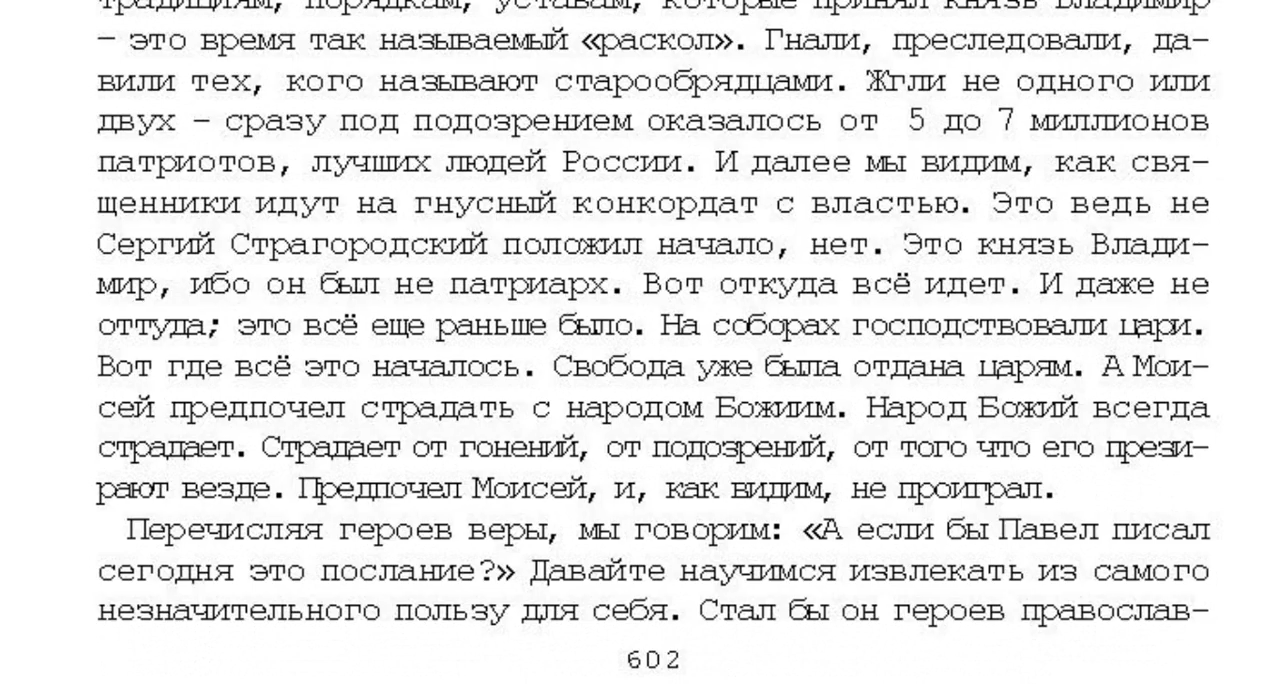 традициям, порядкам, уставам, которые принял князь Владимир
– это время так называемый «раскол». Гнали, преследовали, да-
вили тех, кого называют старообрядцами. Жгли не одного или
двух – сразу под подозрением оказалось от 5 до 7 миллионов
патриотов, лучших людей России. И далее мы видим, как свя-
щенники идут на гнусный конкордат с властью. Это ведь не
Сергий Страгородский положил начало, нет. Это князь Влади-
мир, ибо он был не патриарх. Вот откуда всё идет. И даже не
оттуда; это всё еще раньше было. На соборах господствовали цари.
Вот где всё это началось. Свобода уже была отдана царям. А Мои-
сей предпочел страдать с народом Божиим. Народ Божий всегда
страдает. Страдает от гонений, от подозрений, от того что его прези-
рают везде. Предпочел Моисей, и, как видим, не проиграл.
Перечисляя героев веры, мы говорим: «А если бы Павел писал
сегодня это послание?» Давайте научимся извлекать из самого
незначительного пользу для себя. Стал бы он героев православ-
602